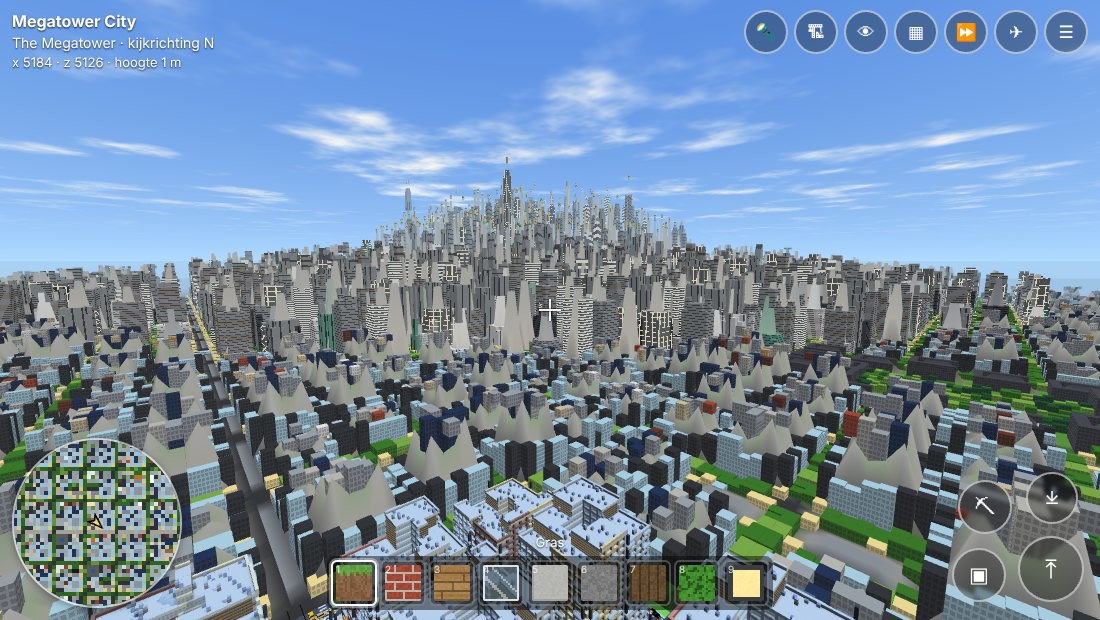 Megatower City
The Megatower · kijkrichting N
x 5184 · z 5126 · hoogte 1 m
Gras
1 2 3 4 5 6 7 8 9